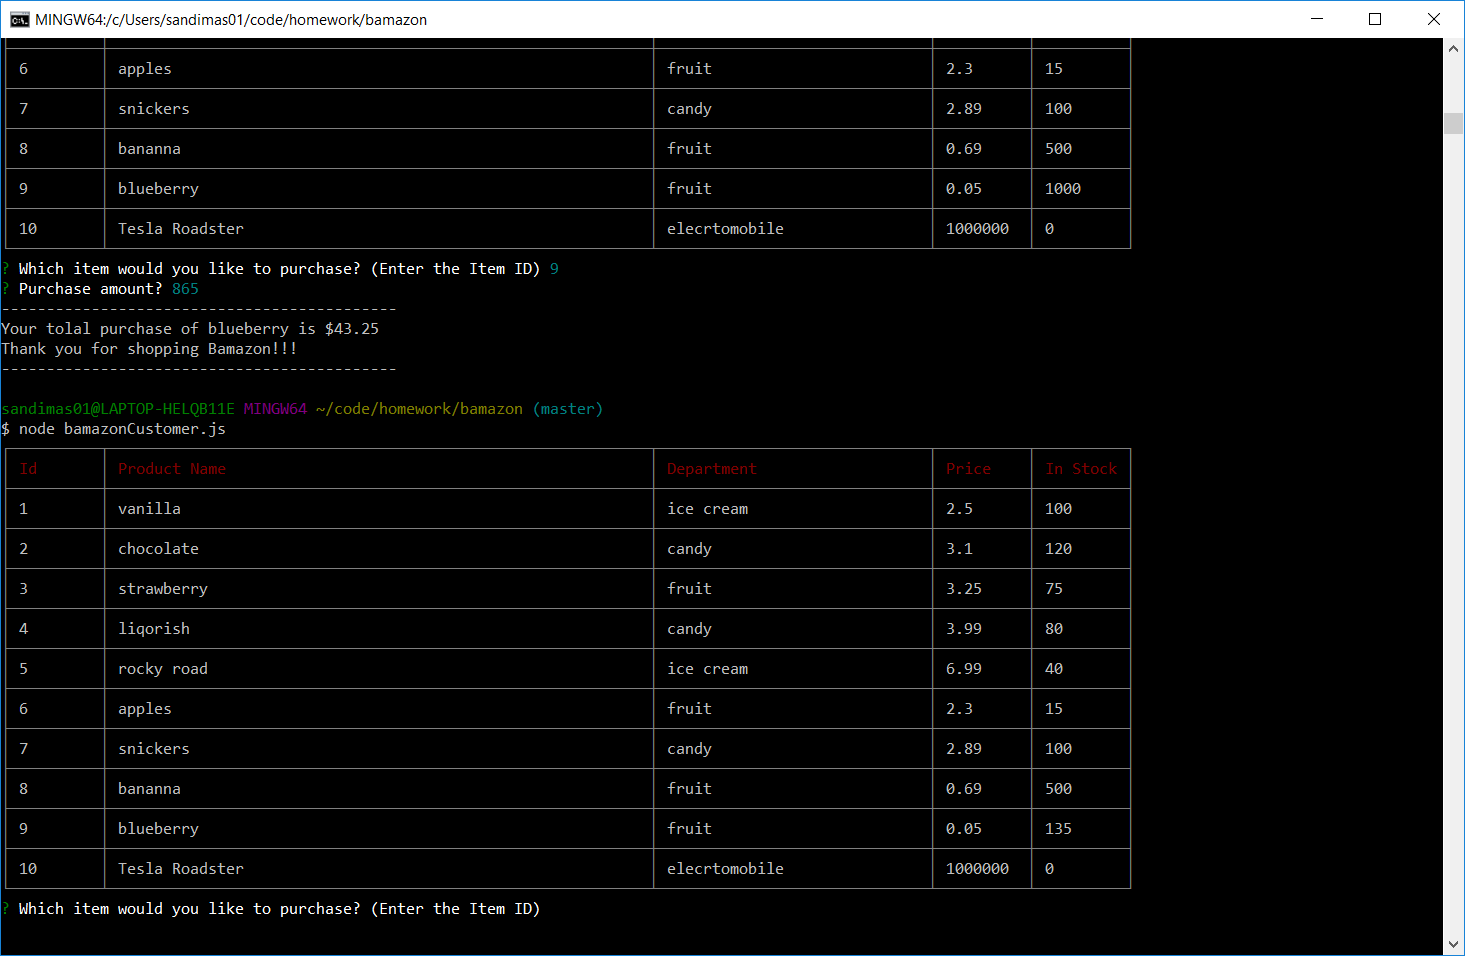 MINGW64:/c/Users/sandimas01/code/homework/bamazon
6 apples fruit 2.3 15
7 snickers candy 2.89 100
8 bananna fruit 0.69 500
9 blueberry fruit 0.05 1000
10 Tesla Roadster elecrtomobile 1000000 0
? Which item would you like to purchase? (Enter the Item ID) 9
? Purchase amount? 865
--------------------------------------------
Your tolal purchase of blueberry is $43.25
Thank you for shopping Bamazon!!!
--------------------------------------------
sandimas01@LAPTOP-HELQB11E MINGW64 ~/code/homework/bamazon (master)
$ node bamazonCustomer.js
Id Product Name Department Price In Stock
1 vanilla ice cream 2.5 100
2 chocolate candy 3.1 120
3 strawberry fruit 3.25 75
4 liqorish candy 3.99 80
5 rocky road ice cream 6.99 40
6 apples fruit 2.3 15
7 snickers candy 2.89 100
8 bananna fruit 0.69 500
9 blueberry fruit 0.05 135
10 Tesla Roadster elecrtomobile 1000000 0
? Which item would you like to purchase? (Enter the Item ID)